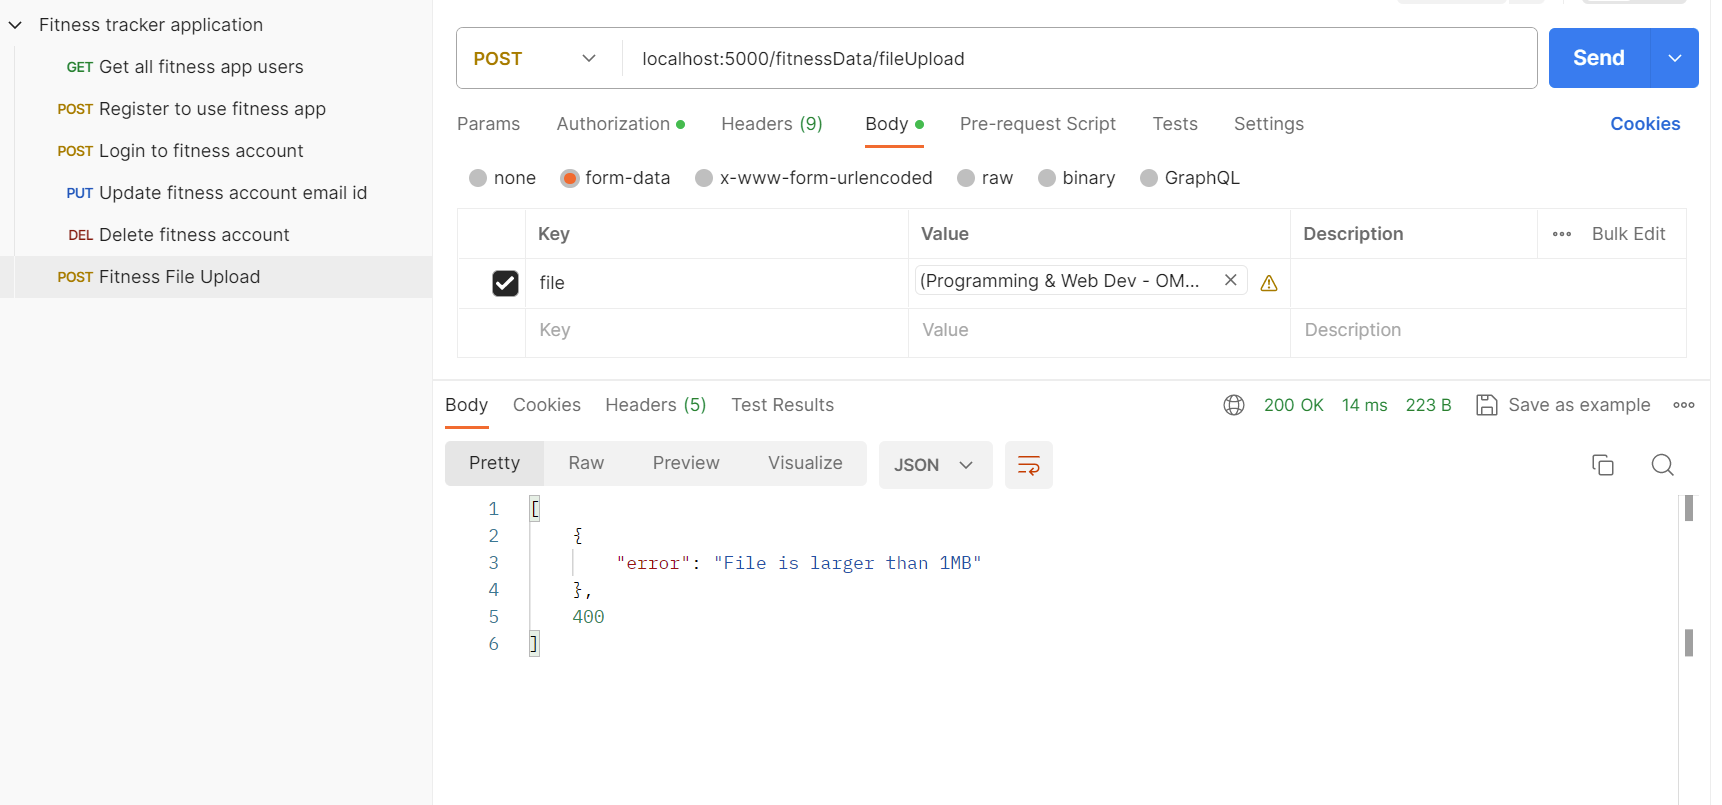 Fitness tracker application
GET Get all fitness app users
POST Register to use fitness app
POST Login to fitness account
PUT Update fitness account email id
DEL Delete fitness account
POST Fitness File Upload
POST localhost:5000/fitnessData/fileUpload Send
Params Authorization Headers (9) Body Pre-request Script Tests Settings Cookies
none form-data x-www-form-urlencoded raw binary GraphQL
Key Value Description Bulk Edit
file (Programming & Web Dev - OM...
Key Value Description
Body Cookies Headers (5) Test Results 200 OK 14 ms 223 B Save as example
Pretty Raw Preview Visualize JSON
1 [
2 {
3 "error": "File is larger than 1MB"
4 },
5 400
6 ]